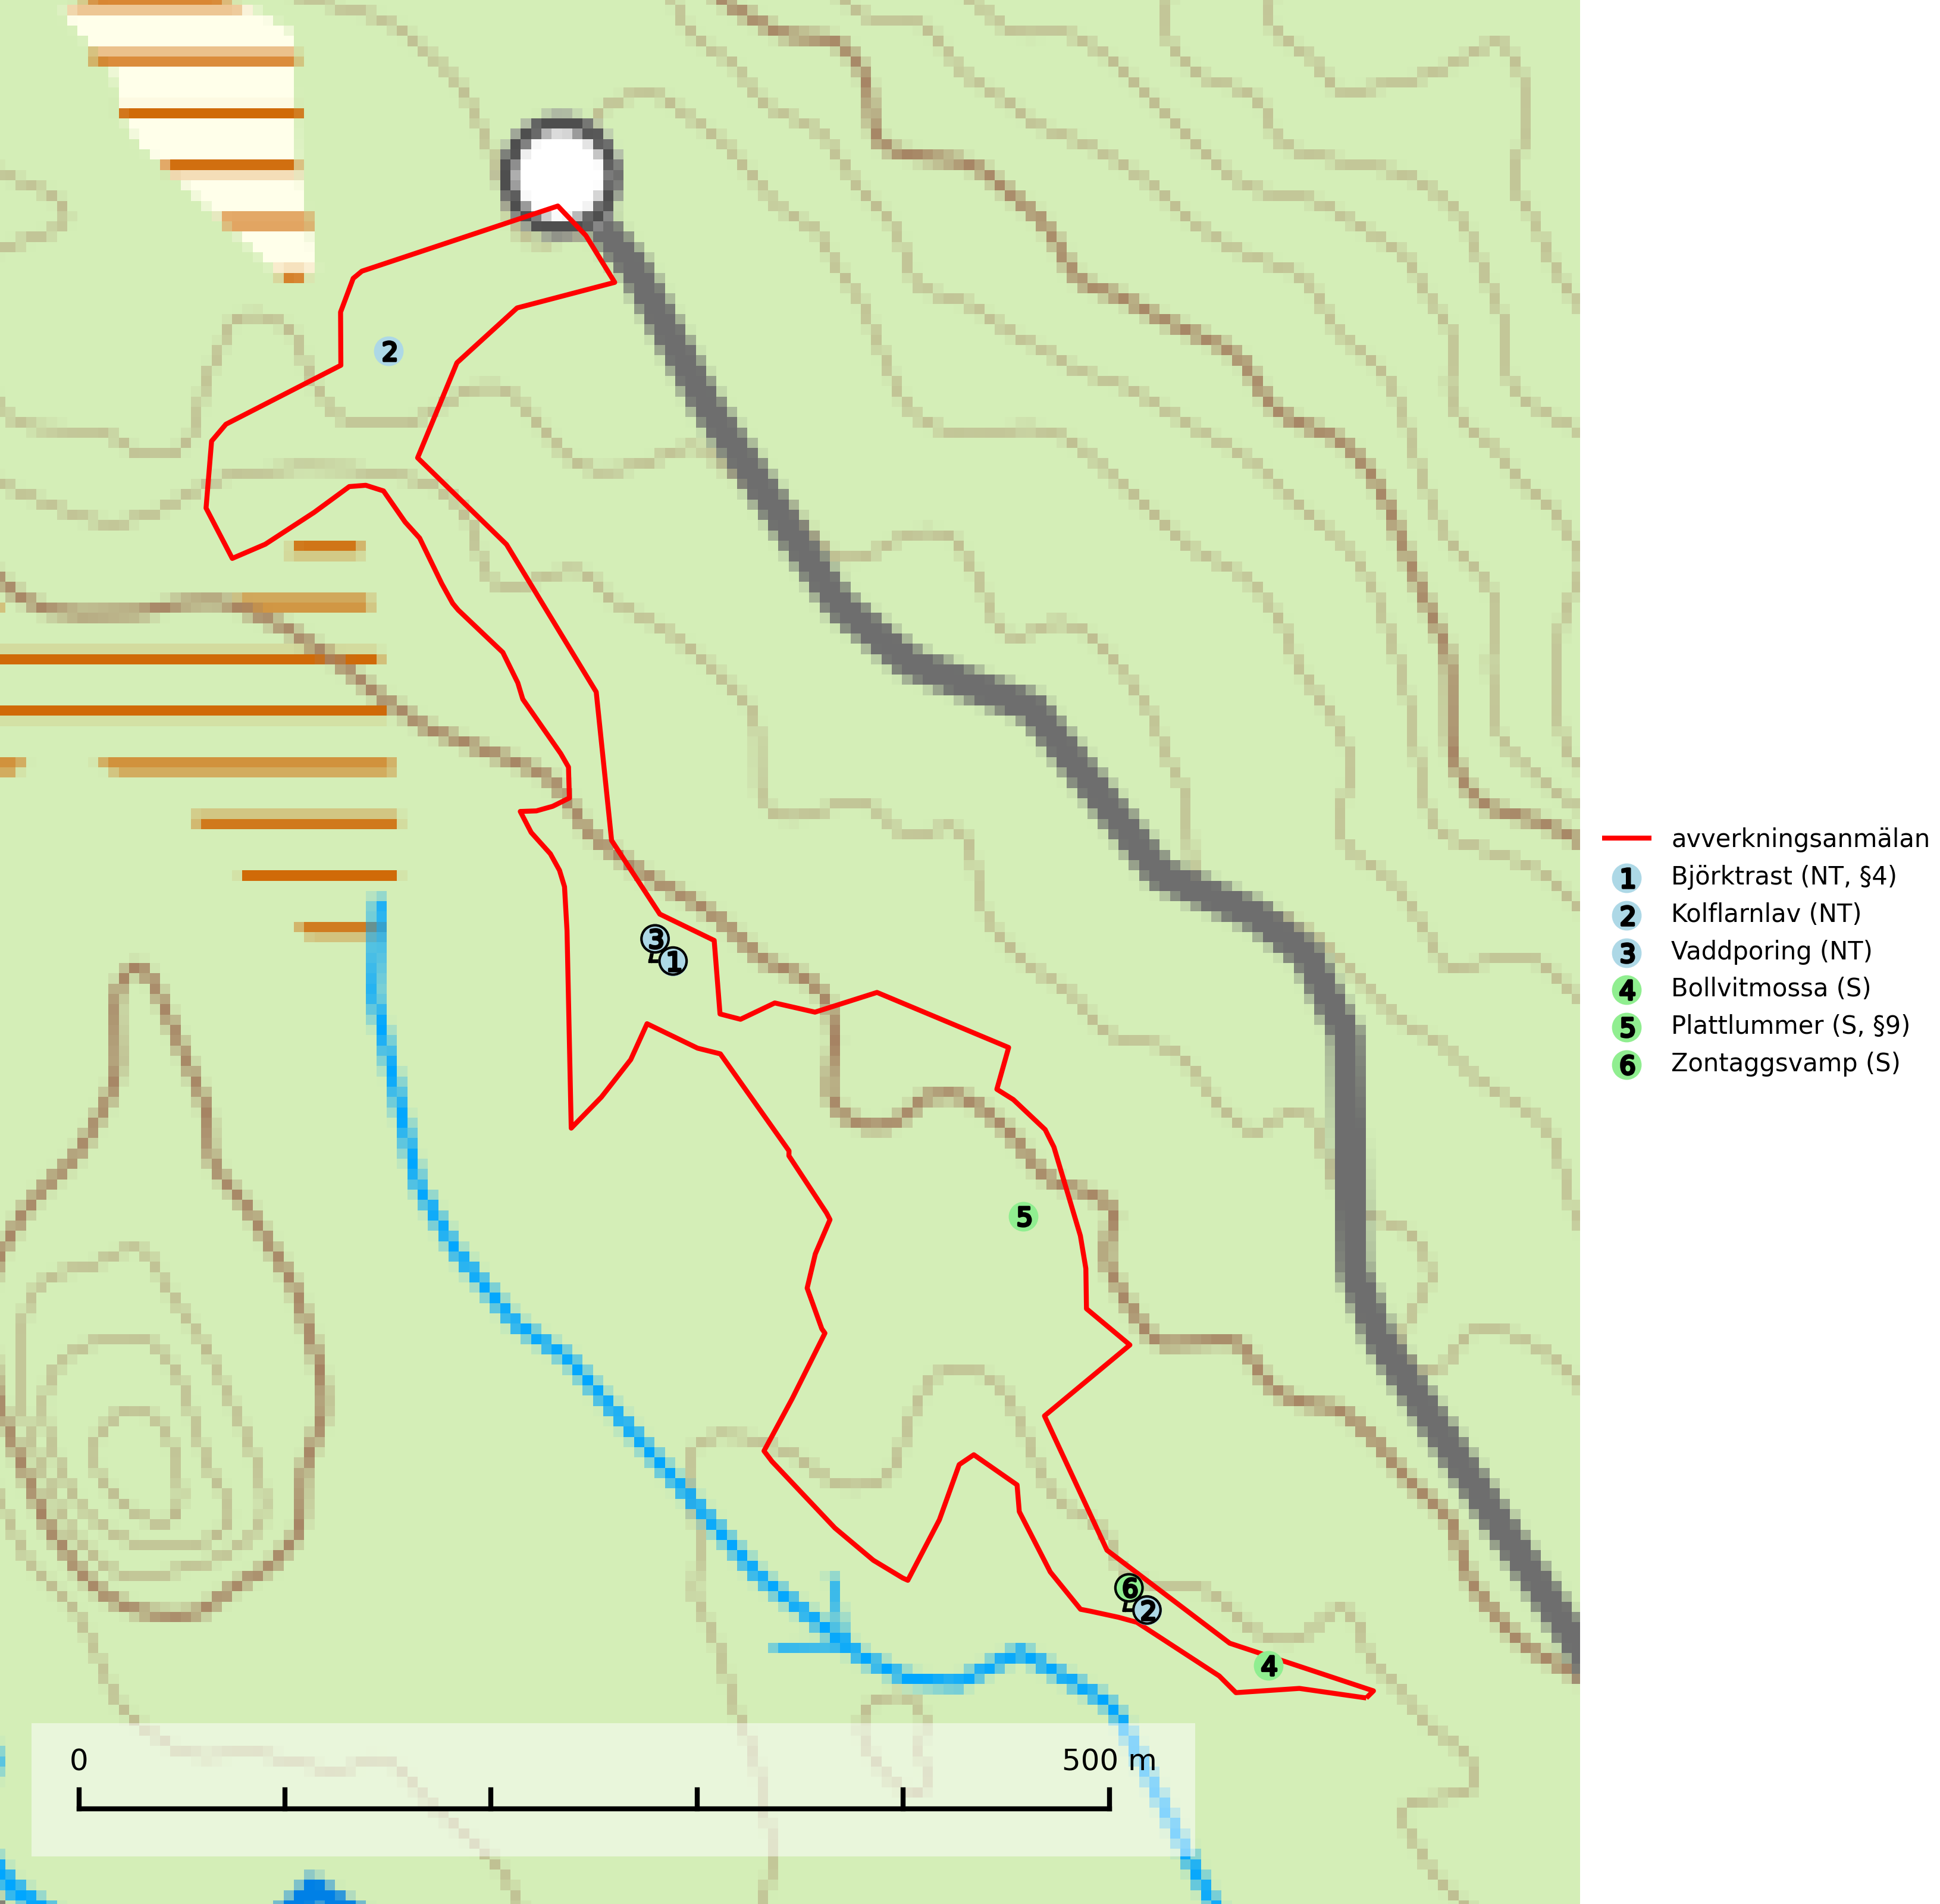 2
3
1
5
6
2
4
0 500 m
avverkningsanmälan
1 Björktrast (NT, §4)
2 Kolflarnlav (NT)
3 Vaddporing (NT)
4 Bollvitmossa (S)
5 Plattlummer (S, §9)
6 Zontaggsvamp (S)